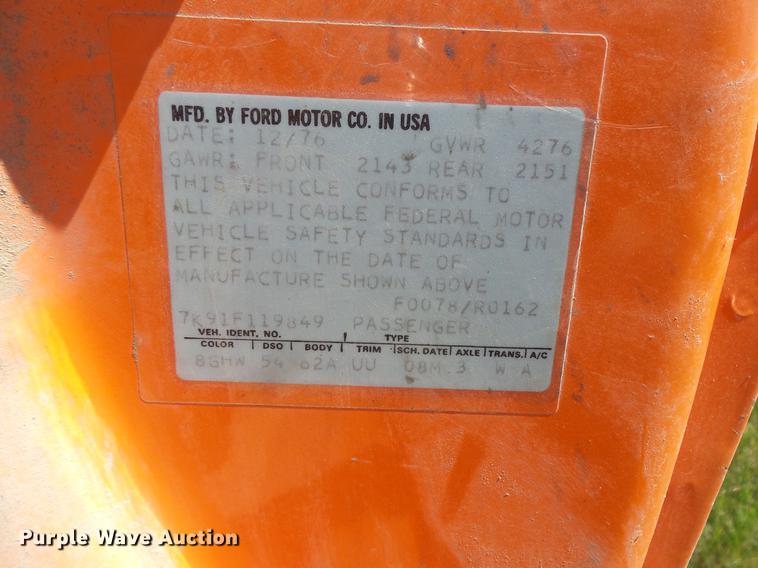 MFD. BY FORD MOTOR CO. IN USA
DATE: 12/76 GVWR 4276
GAWR: FRONT 2143 REAR 2151
THIS VEHICLE CONFORMS TO
ALL APPLICABLE FEDERAL MOTOR
VEHICLE SAFETY STANDARDS IN
EFFECT ON THE DATE OF
MANUFACTURE SHOWN ABOVE
F0078/R0162
7K91F119849 PASSENGER
VEH. IDENT. NO. TYPE
COLOR DSO BODY TRIM SCH. DATE AXLE TRANS. A/C
54 62A UU 08M 3 W A
Purple Wave Auction